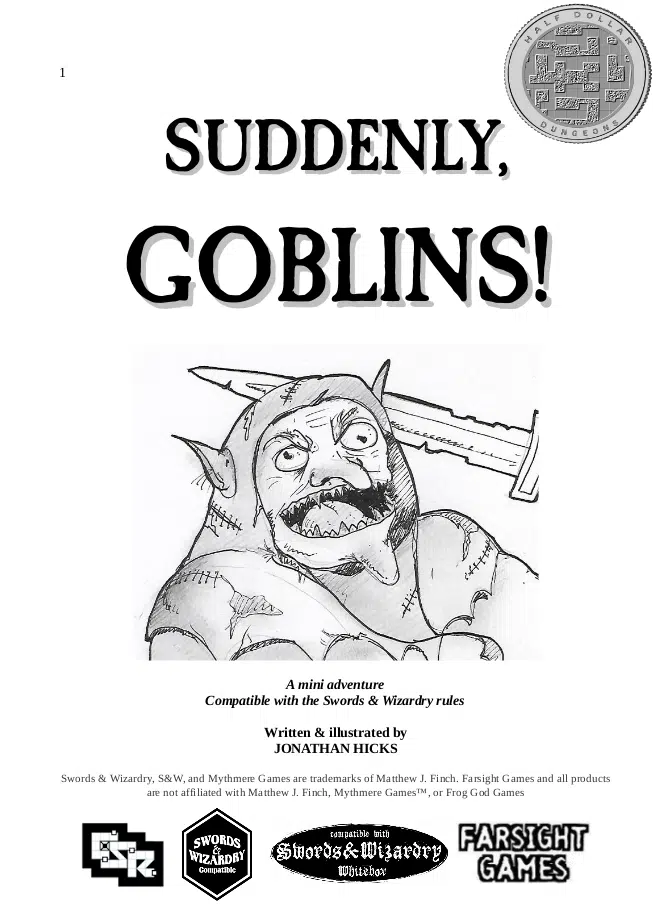 HALF DOLLAR
DUNGEONS
1
SUDDENLY,
GOBLINS!
A mini adventure
Compatible with the Swords & Wizardry rules
Written & illustrated by
JONATHAN HICKS
Swords & Wizardry, S&W, and Mythmere Games are trademarks of Matthew J. Finch. Farsight Games and all products
are not affiliated with Matthew J. Finch, Mythmere Games™, or Frog God Games
OSR
SWORDS
& WIZARDRY
Compatible
compatible with
Swords & Wizardry
Whitebox
FARSIGHT
GAMES